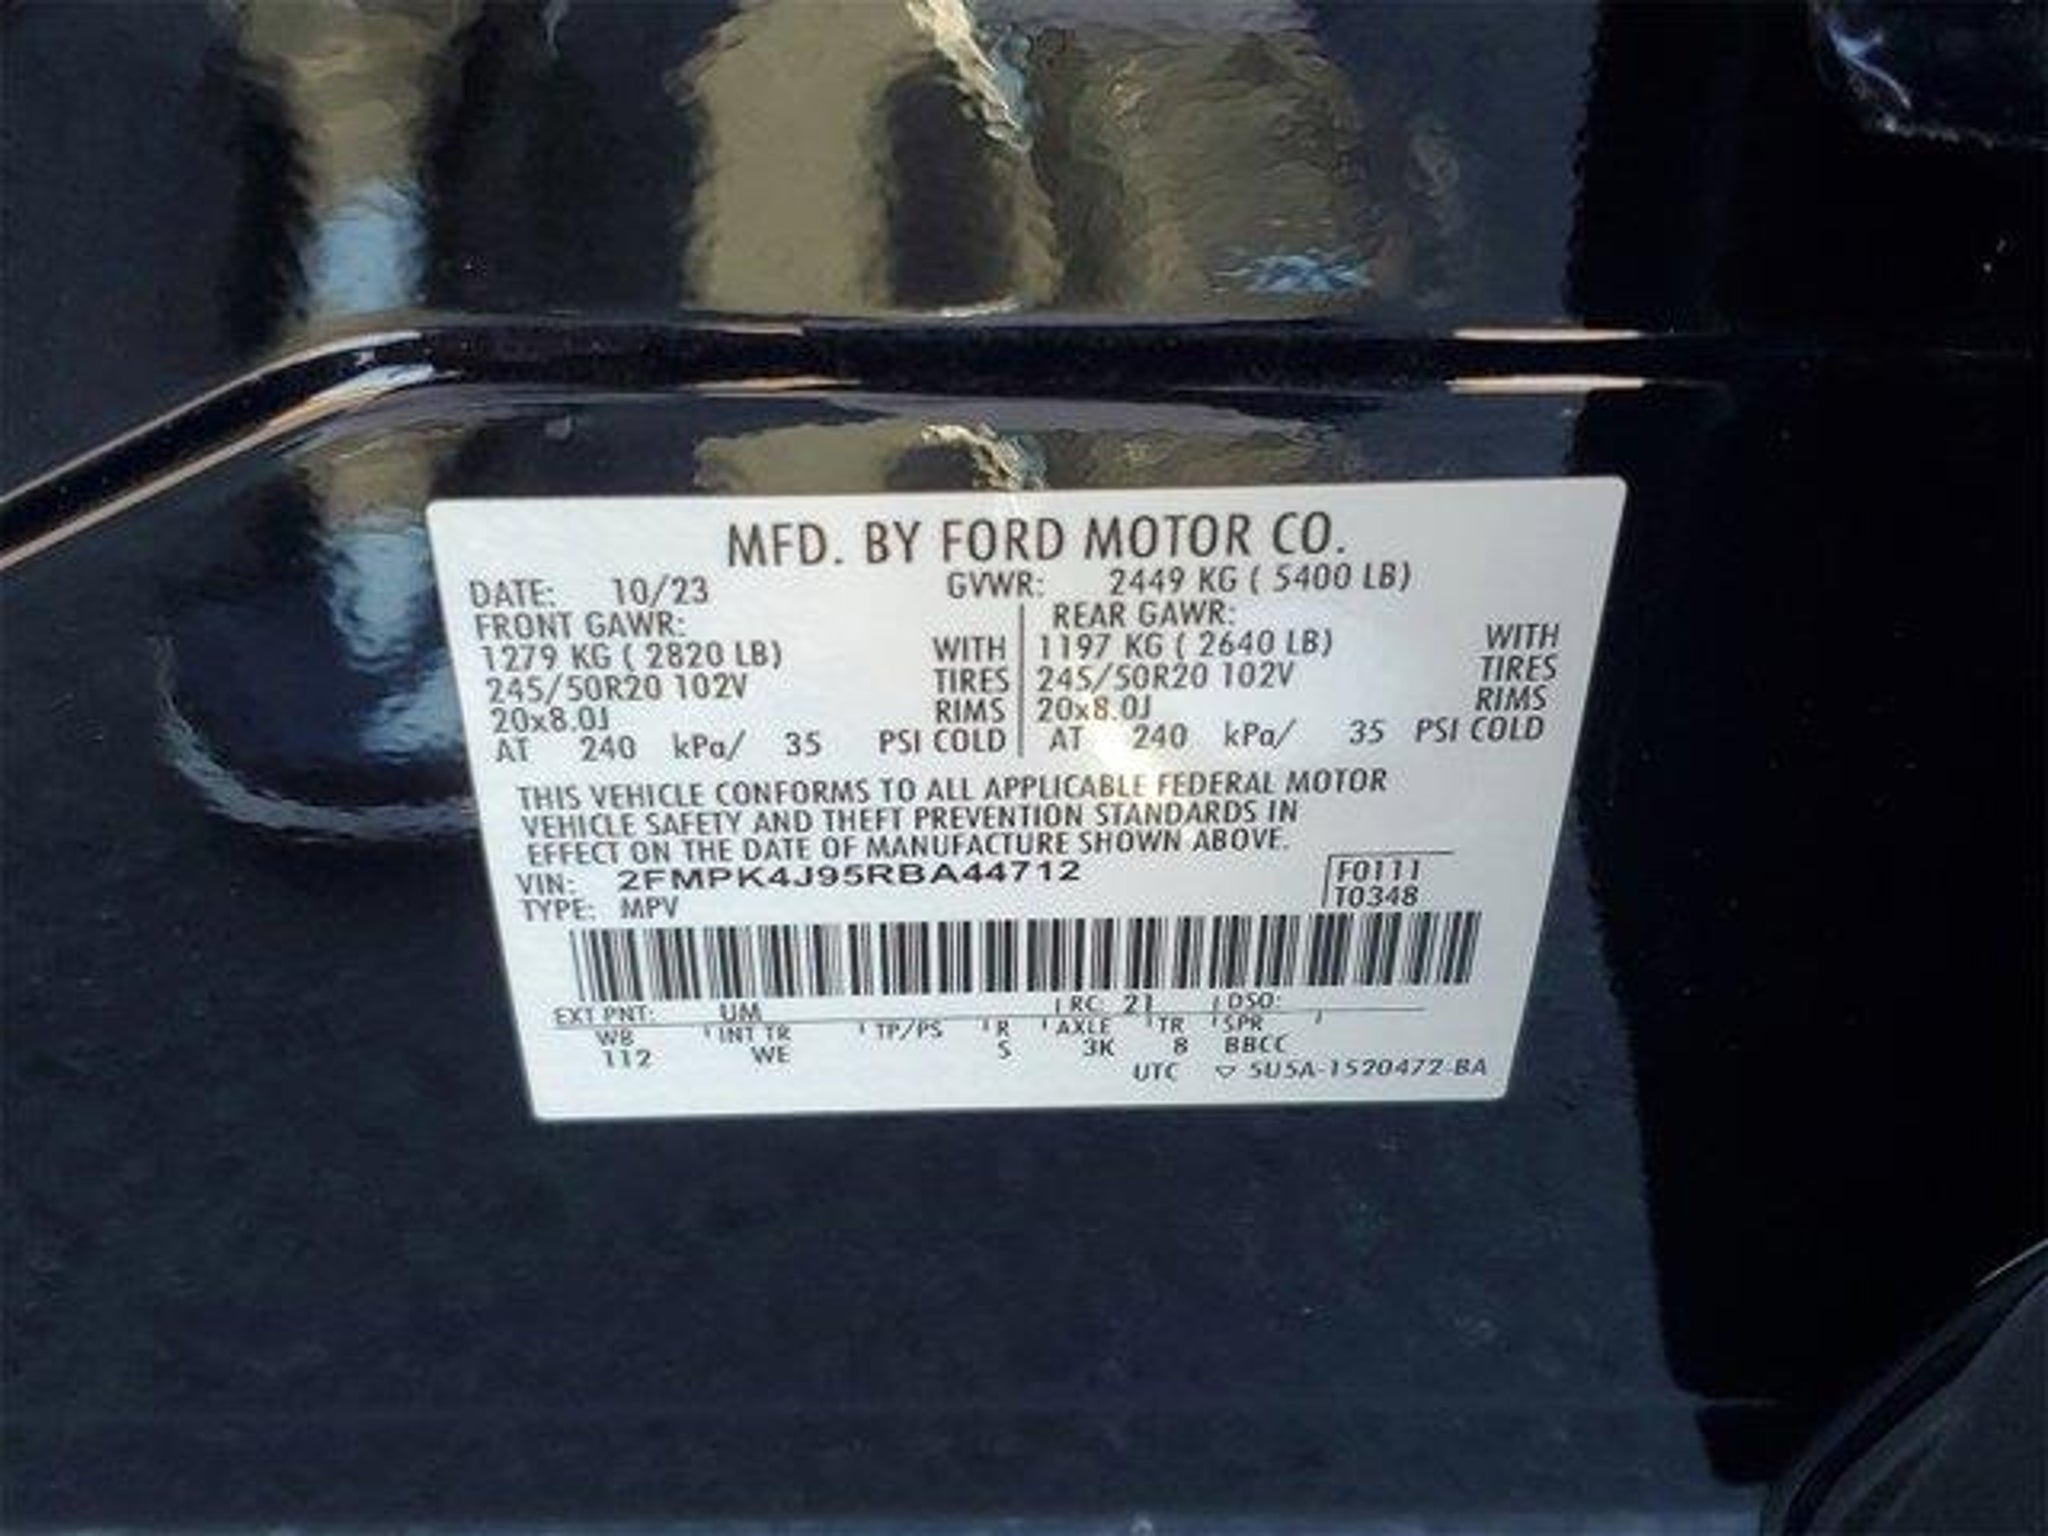 MFD. BY FORD MOTOR CO.
DATE: 10/23 GVWR: 2449 KG ( 5400 LB)
FRONT GAWR: REAR GAWR:
1279 KG ( 2820 LB) WITH 1197 KG ( 2640 LB) WITH
245/50R20 102V TIRES 245/50R20 102V TIRES
20x8.0J RIMS 20x8.0J RIMS
AT 240 kPa/ 35 PSI COLD AT 240 kPa/ 35 PSI COLD
THIS VEHICLE CONFORMS TO ALL APPLICABLE FEDERAL MOTOR
VEHICLE SAFETY AND THEFT PREVENTION STANDARDS IN
EFFECT ON THE DATE OF MANUFACTURE SHOWN ABOVE.
VIN: 2FMPK4J95RBA44712 F0111
TYPE: MPV T0348
EXT PNT: UM RC: 21 DSO:
WB INT TR TP/PS R AXLE TR SPR
112 WE S 3K 8 BBCC
UTC ▽ 5U5A-1520472-BA